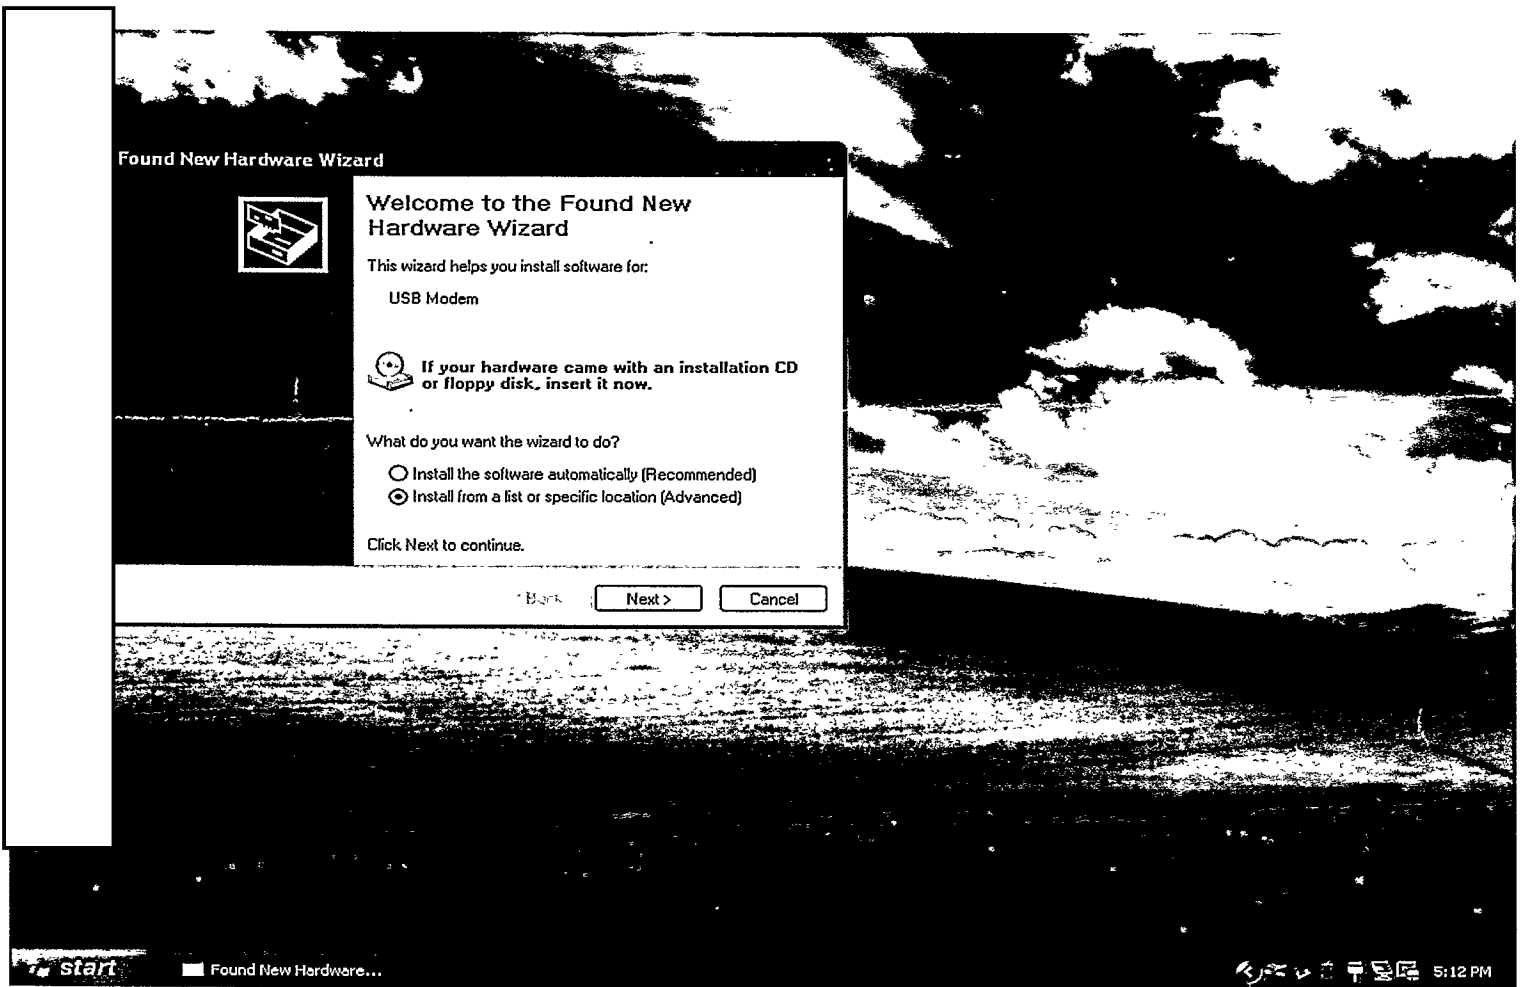 Found New Hardware Wizard
Welcome to the Found New
Hardware Wizard
This wizard helps you install software for:
USB Modem
If your hardware came with an installation CD
or floppy disk, insert it now.
What do you want the wizard to do?
Install the software automatically (Recommended)
Install from a list or specific location (Advanced)
Click Next to continue.
Back Next > Cancel
start Found New Hardware... 5:12 PM